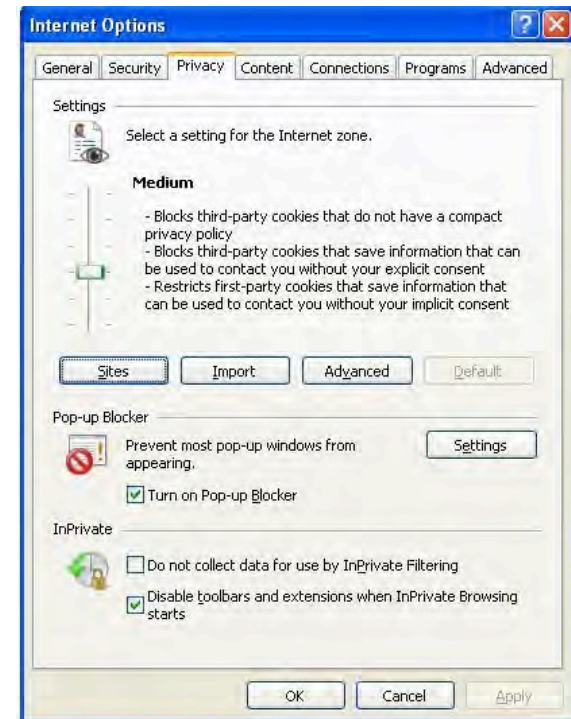 Internet Options
General Security Privacy Content Connections Programs Advanced
Settings
Select a setting for the Internet zone.
Medium
- Blocks third-party cookies that do not have a compact
privacy policy
- Blocks third-party cookies that save information that can
be used to contact you without your explicit consent
- Restricts first-party cookies that save information that
can be used to contact you without your implicit consent
Sites Import Advanced Default
Pop-up Blocker
Prevent most pop-up windows from
appearing.
Settings
Turn on Pop-up Blocker
InPrivate
Do not collect data for use by InPrivate Filtering
Disable toolbars and extensions when InPrivate Browsing
starts
OK Cancel Apply